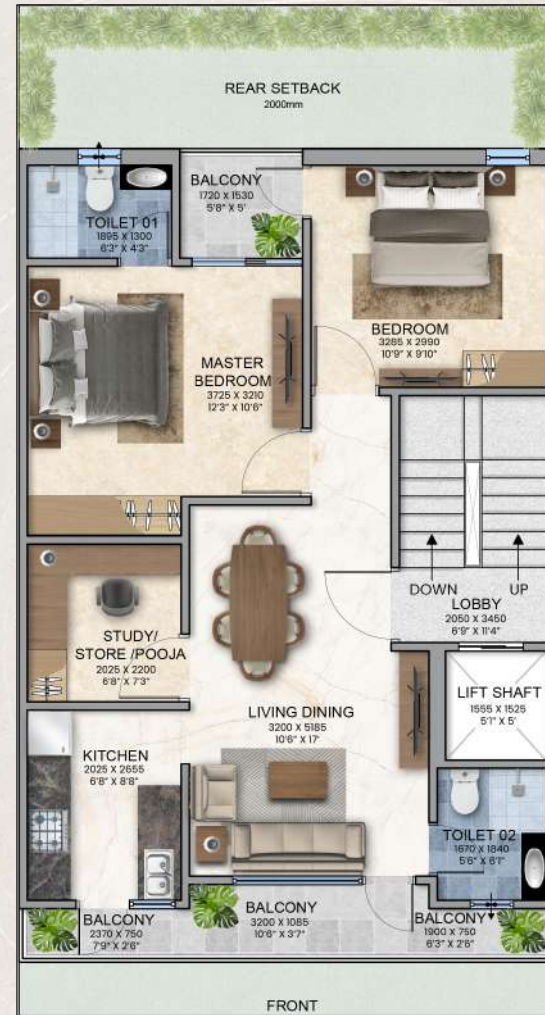 REAR SETBACK
2000mm
BALCONY
1720 X 1530
5'8" X 5'
TOILET 01
1895 X 1300
6'3" X 4'3"
BEDROOM
3285 X 2990
10'9" X 9'10"
MASTER
BEDROOM
3725 X 3210
12'3" X 10'6"
DOWN
UP
LOBBY
2050 X 3450
6'9" X 11'4"
STUDY/
STORE /POOJA
2025 X 2200
6'8" X 7'3"
LIFT SHAFT
1555 X 1525
5'1" X 5'
LIVING DINING
3200 X 5185
10'6" X 17'
KITCHEN
2025 X 2655
6'8" X 8'8"
TOILET 02
1670 X 1840
5'6" X 6'1"
BALCONY
2370 X 750
7'9" X 2'6"
BALCONY
3200 X 1085
10'6" X 3'7"
BALCONY
1900 X 750
6'3" X 2'6"
FRONT